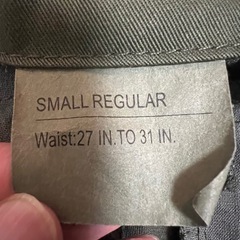 SMALL REGULAR
Waist:27 IN.TO 31 IN.